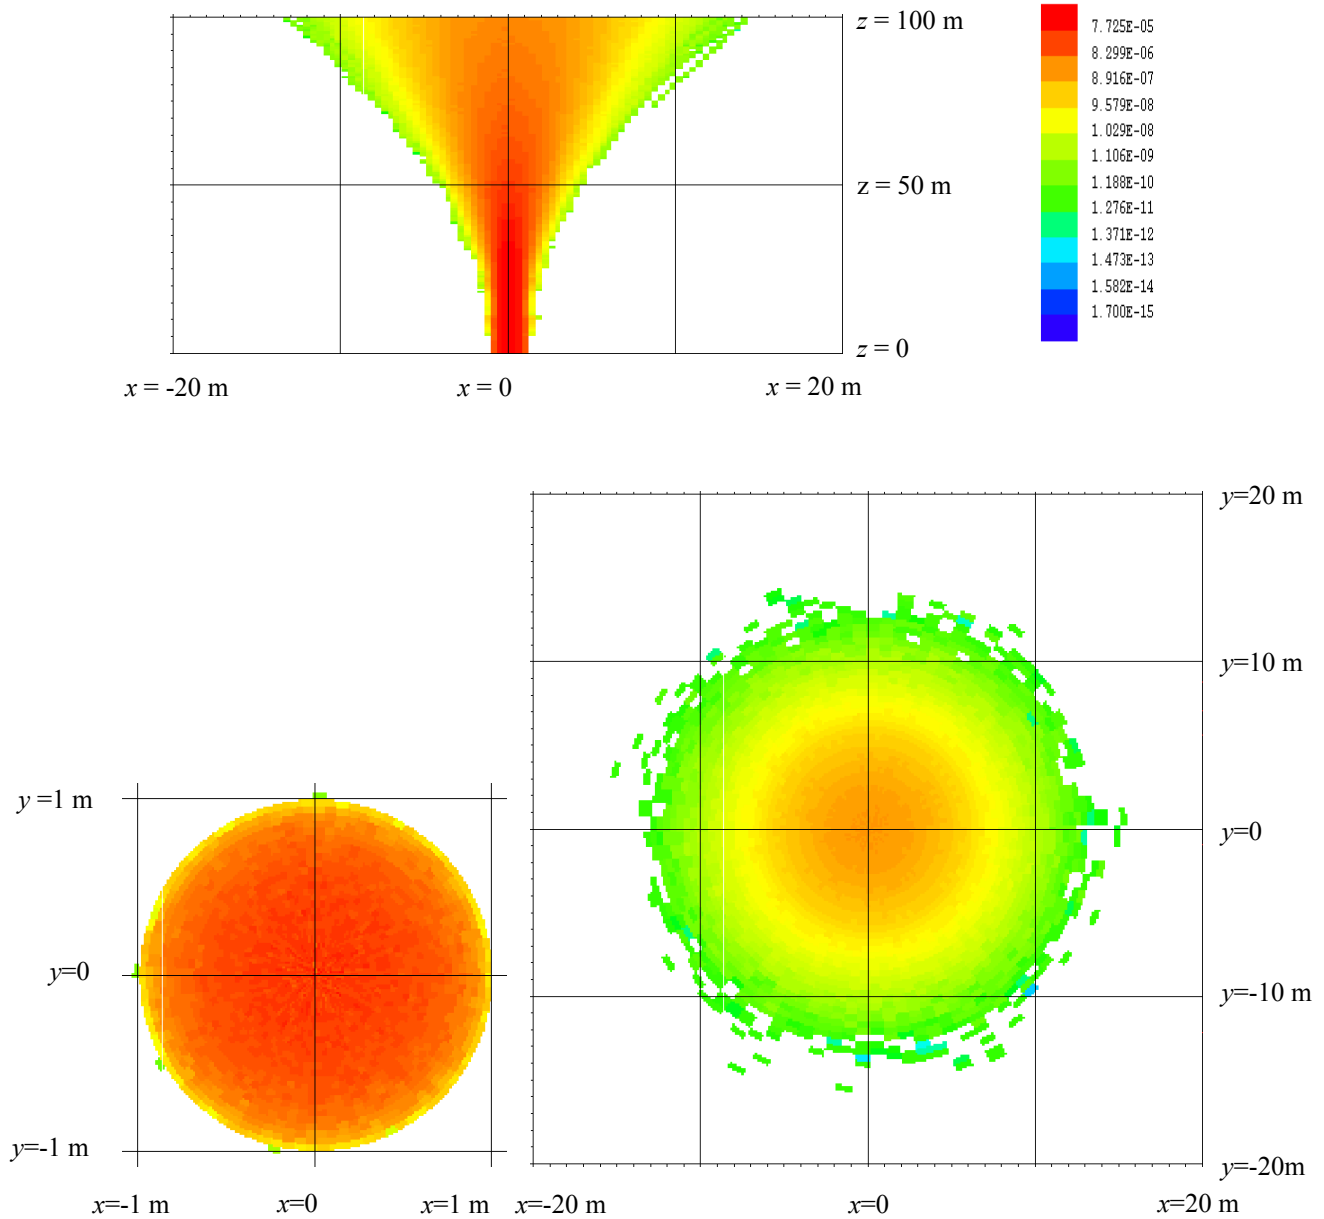 z = 100 m
z = 50 m
z = 0
x = -20 m
x = 0
x = 20 m
7.725E-05
8.299E-06
8.916E-07
9.579E-08
1.029E-08
1.106E-09
1.188E-10
1.276E-11
1.371E-12
1.473E-13
1.582E-14
1.700E-15
y =1 m
y=0
y=-1 m
x=-1 m
x=0
x=1 m
y=20 m
y=10 m
y=0
y=-10 m
y=-20m
x=-20 m
x=0
x=20 m